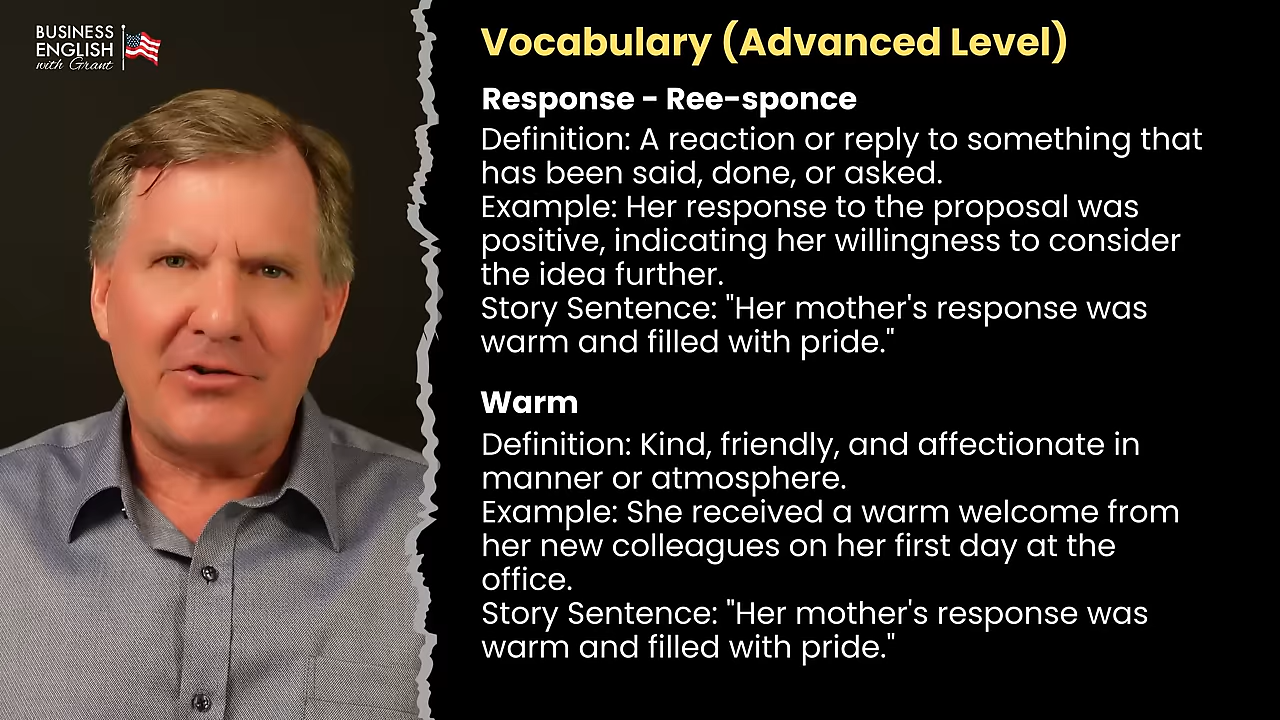 BUSINESS
ENGLISH
with Grant
Vocabulary (Advanced Level)
Response - Ree-sponce
Definition: A reaction or reply to something that
has been said, done, or asked.
Example: Her response to the proposal was
positive, indicating her willingness to consider
the idea further.
Story Sentence: "Her mother's response was
warm and filled with pride."
Warm
Definition: Kind, friendly, and affectionate in
manner or atmosphere.
Example: She received a warm welcome from
her new colleagues on her first day at the
office.
Story Sentence: "Her mother's response was
warm and filled with pride."